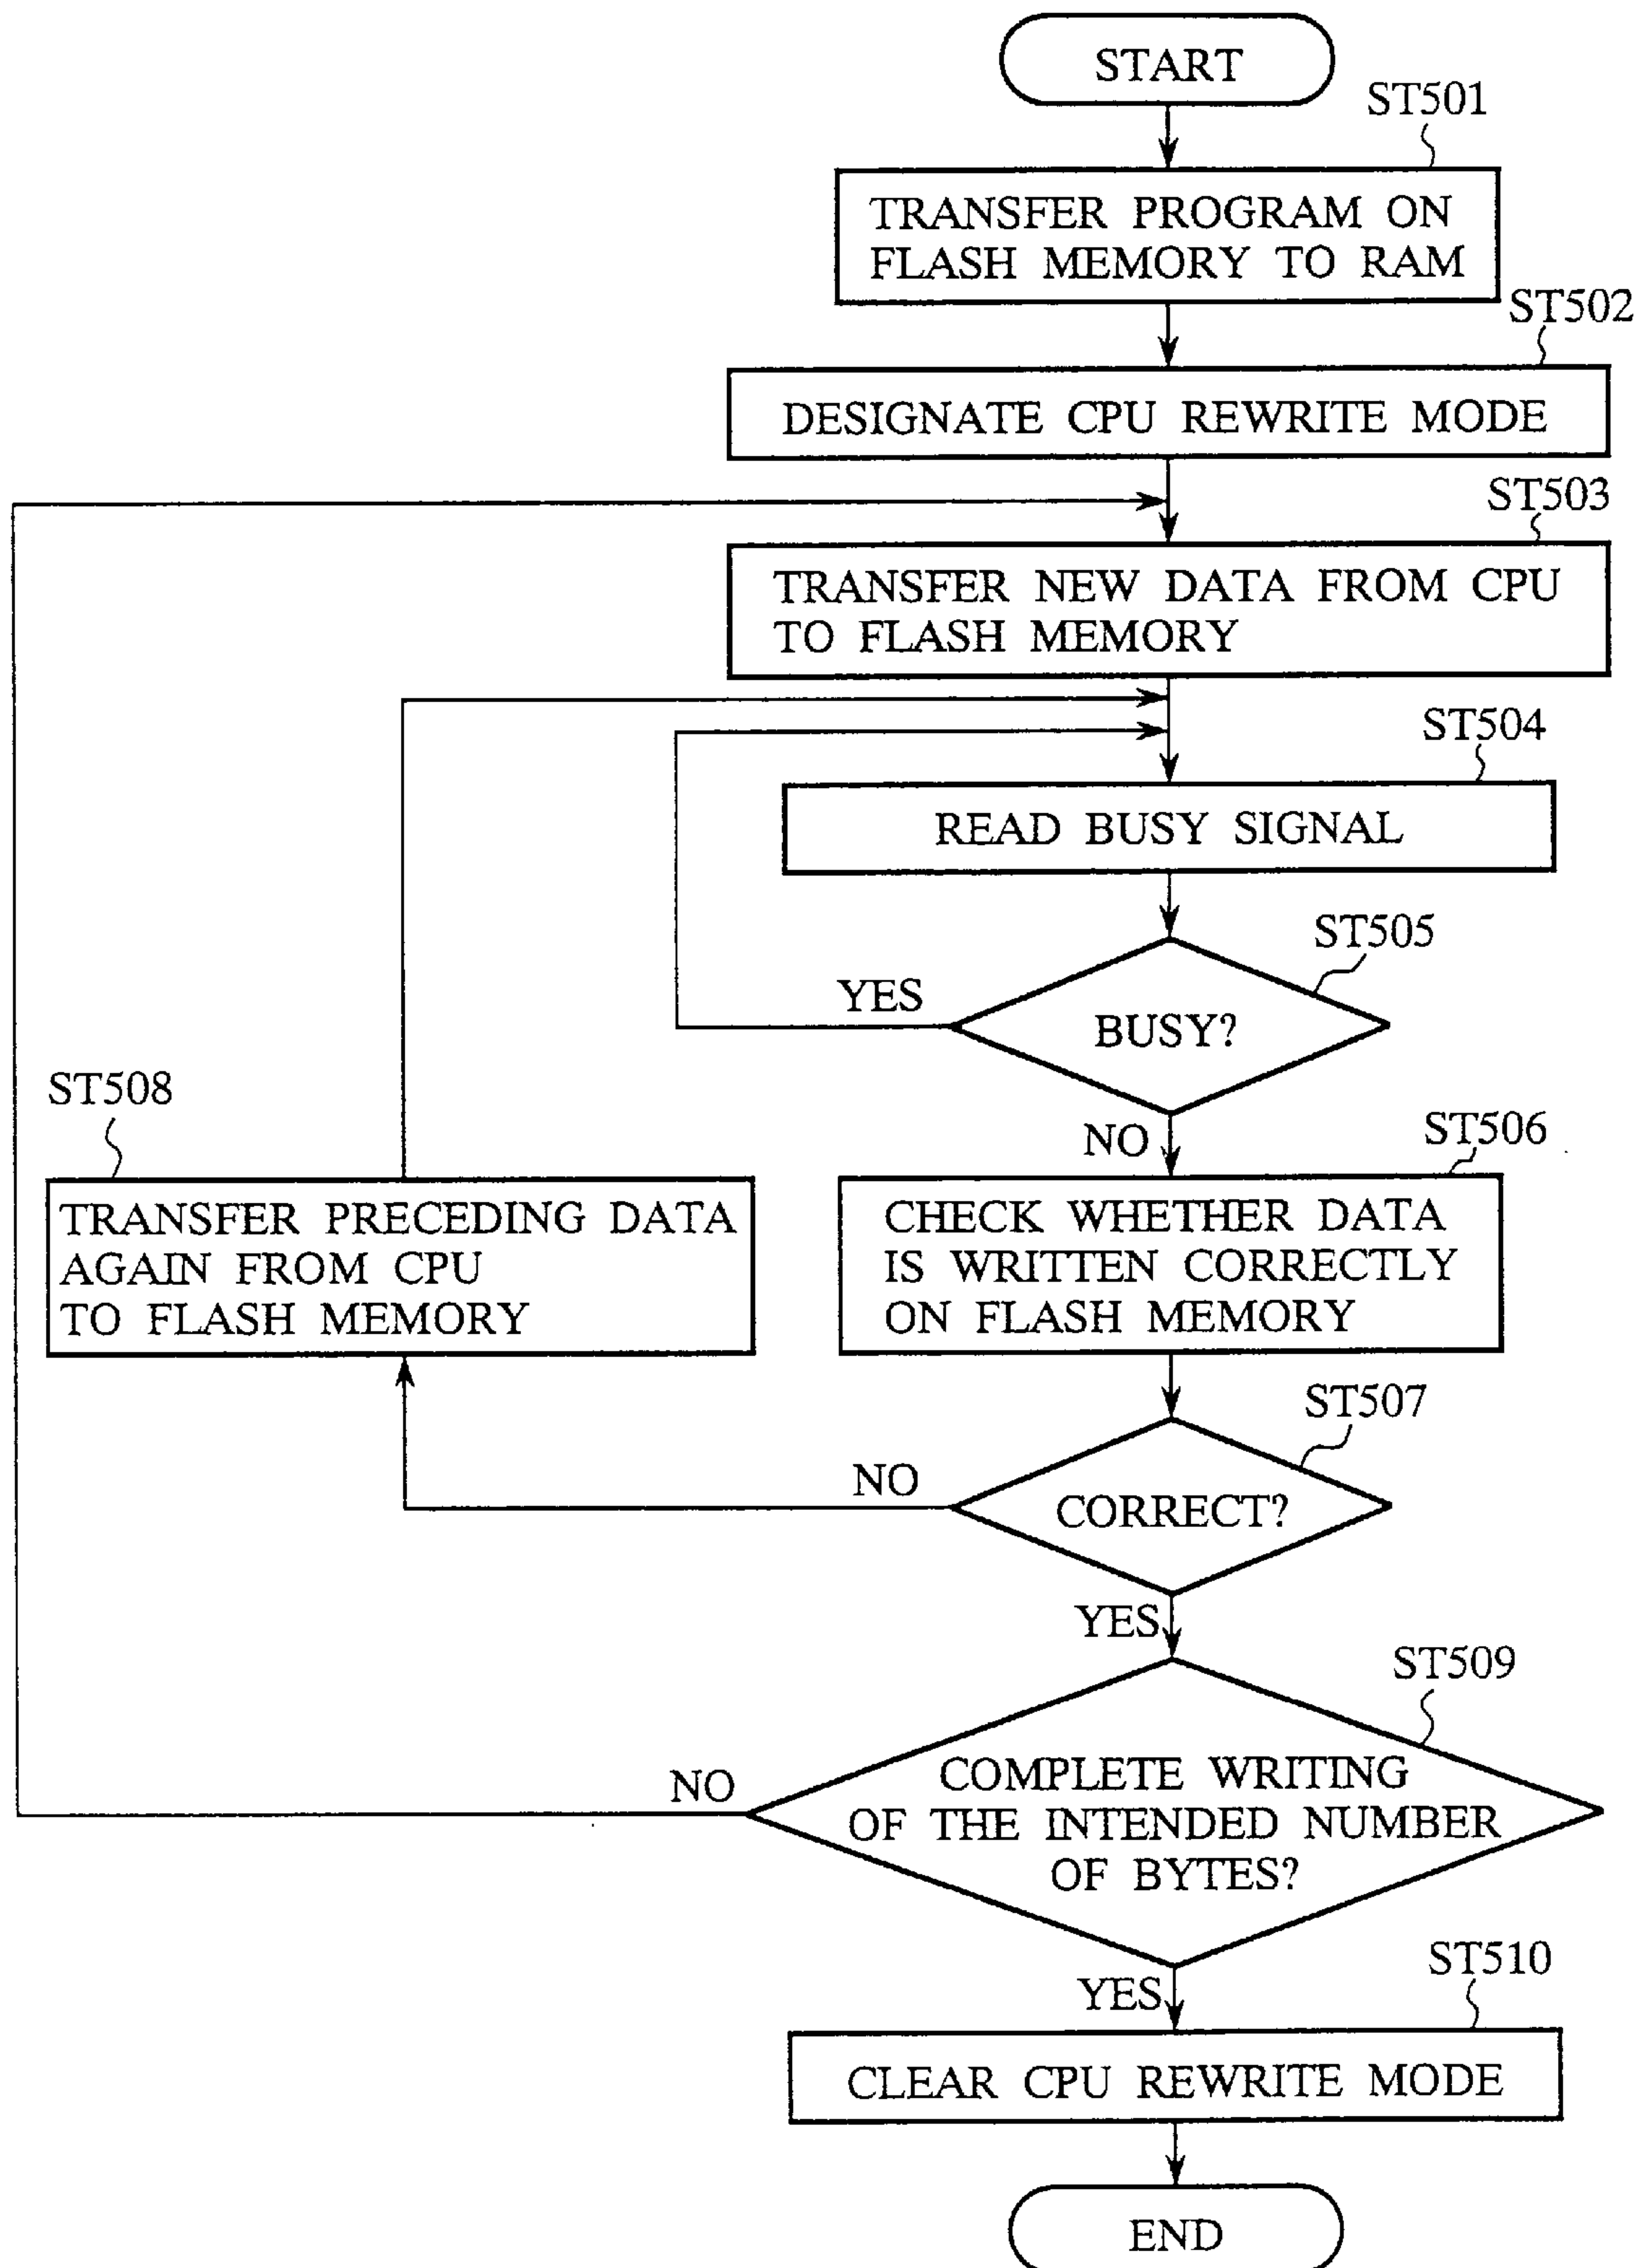 START
ST501
TRANSFER PROGRAM ON
FLASH MEMORY TO RAM
ST502
DESIGNATE CPU REWRITE MODE
ST503
TRANSFER NEW DATA FROM CPU
TO FLASH MEMORY
ST504
READ BUSY SIGNAL
ST505
YES
BUSY?
ST508
NO
ST506
TRANSFER PRECEDING DATA
AGAIN FROM CPU
TO FLASH MEMORY
CHECK WHETHER DATA
IS WRITTEN CORRECTLY
ON FLASH MEMORY
ST507
NO
CORRECT?
YES
ST509
NO
COMPLETE WRITING
OF THE INTENDED NUMBER
OF BYTES?
YES
ST510
CLEAR CPU REWRITE MODE
END